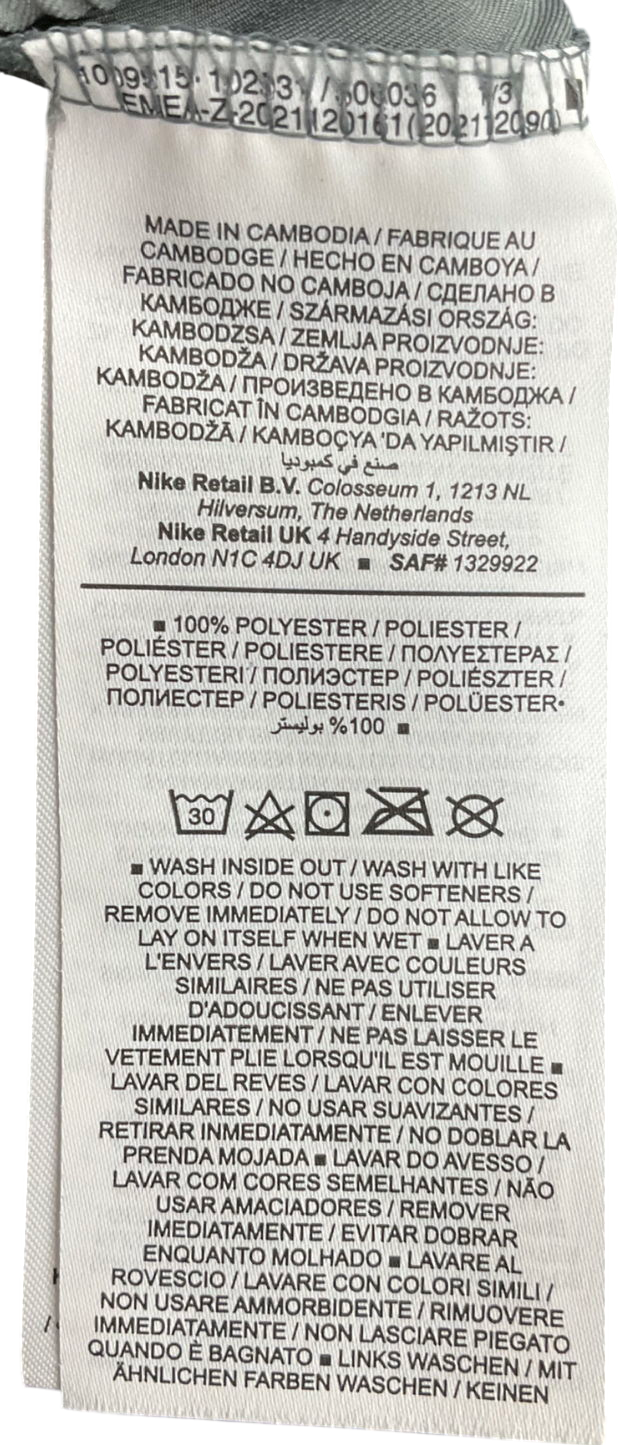 EMEA-Z-2021120161(202112090)
MADE IN CAMBODIA / FABRIQUE AU
CAMBODGE / HECHO EN CAMBOYA /
FABRICADO NO CAMBOJA / СДЕЛАНО В
КАМБОДЖЕ / SZÁRMAZÁSI ORSZÁG:
KAMBODZSA / ZEMLJA PROIZVODNJE:
KAMBODŽA / DRŽAVA PROIZVODNJE:
KAMBODŽA / ПРОИЗВЕДЕНО В КАМБОДЖА /
FABRICAT ÎN CAMBODGIA / RAŽOTS:
KAMBODŽĀ / KAMBOÇYA 'DA YAPILMIŞTIR /
صنع في كمبوديا
Nike Retail B.V. Colosseum 1, 1213 NL
Hilversum, The Netherlands
Nike Retail UK 4 Handyside Street,
London N1C 4DJ UK ■ SAF# 1329922
■ 100% POLYESTER / POLIESTER /
POLIÉSTER / POLIESTERE / ΠΟΛΥΕΣΤΕΡΑΣ /
POLYESTERI / ПОЛИЭСТЕР / POLIÉSZTER /
ПОЛИЕСТЕР / POLIESTERIS / POLÜESTER•
100% بوليستر ■
30
■ WASH INSIDE OUT / WASH WITH LIKE
COLORS / DO NOT USE SOFTENERS /
REMOVE IMMEDIATELY / DO NOT ALLOW TO
LAY ON ITSELF WHEN WET ■ LAVER A
L'ENVERS / LAVER AVEC COULEURS
SIMILAIRES / NE PAS UTILISER
D'ADOUCISSANT / ENLEVER
IMMEDIATEMENT / NE PAS LAISSER LE
VETEMENT PLIE LORSQU'IL EST MOUILLE ■
LAVAR DEL REVES / LAVAR CON COLORES
SIMILARES / NO USAR SUAVIZANTES /
RETIRAR INMEDIATAMENTE / NO DOBLAR LA
PRENDA MOJADA ■ LAVAR DO AVESSO /
LAVAR COM CORES SEMELHANTES / NÃO
USAR AMACIADORES / REMOVER
IMEDIATAMENTE / EVITAR DOBRAR
ENQUANTO MOLHADO ■ LAVARE AL
ROVESCIO / LAVARE CON COLORI SIMILI /
NON USARE AMMORBIDENTE / RIMUOVERE
IMMEDIATAMENTE / NON LASCIARE PIEGATO
QUANDO È BAGNATO ■ LINKS WASCHEN / MIT
ÄHNLICHEN FARBEN WASCHEN / KEINEN